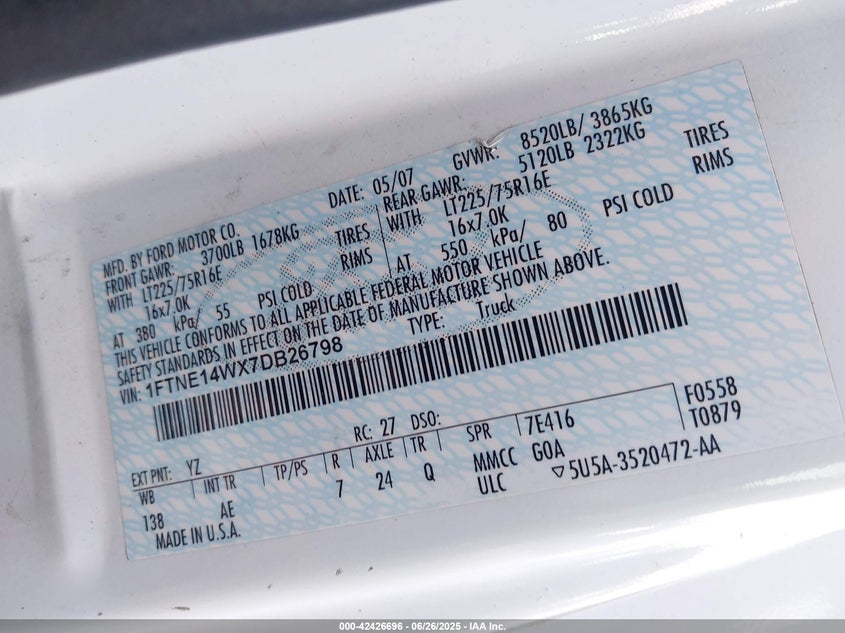 MFD. BY FORD MOTOR CO.
DATE: 05/07
GVWR: 8520LB/ 3865KG
FRONT GAWR: 3700LB 1678KG
REAR GAWR: 5120LB 2322KG
WITH LT225/75R16E TIRES
WITH LT225/75R16E TIRES
16x7.0K RIMS
16x7.0K RIMS
AT 380 kPa/ 55 PSI COLD
AT 550 kPa/ 80 PSI COLD
THIS VEHICLE CONFORMS TO ALL APPLICABLE FEDERAL MOTOR VEHICLE
SAFETY STANDARDS IN EFFECT ON THE DATE OF MANUFACTURE SHOWN ABOVE.
VIN: 1FTNE14WX7DB26798
TYPE: Truck
EXT PNT: YZ
RC: 27 DSO:
WB INT TR TP/PS R AXLE TR SPR 7E416 F0558
138 AE 7 24 Q MMCC GOA T0879
MADE IN U.S.A. ULC ▽5U5A-3520472-AA
000-42426696 - 06/26/2025 - IAA Inc.